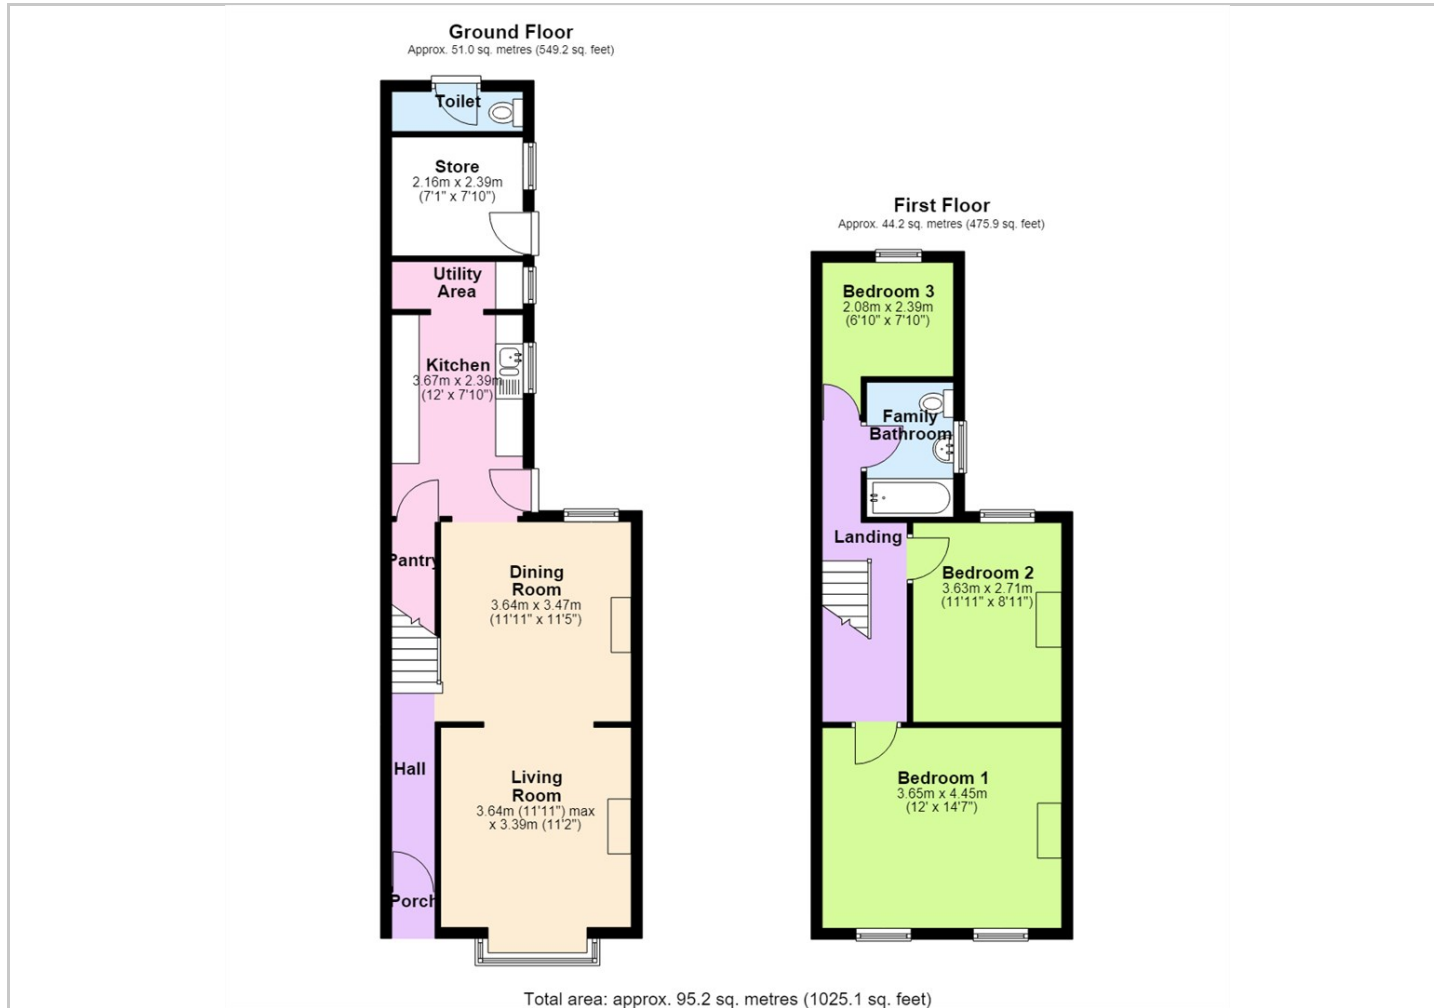 Ground Floor
Approx. 51.0 sq. metres (549.2 sq. feet)
Toilet
Store
2.16m x 2.39m
(7'1" x 7'10")
Utility
Area
Kitchen
3.67m x 2.39m
(12' x 7'10")
Pantry
Dining
Room
3.64m x 3.47m
(11'11" x 11'5")
Hall
Living
Room
3.64m (11'11") max
x 3.39m (11'2")
Porch
First Floor
Approx. 44.2 sq. metres (475.9 sq. feet)
Bedroom 3
2.08m x 2.39m
(6'10" x 7'10")
Family
Bathroom
Landing
Bedroom 2
3.63m x 2.71m
(11'11" x 8'11")
Bedroom 1
3.65m x 4.45m
(12' x 14'7")
Total area: approx. 95.2 sq. metres (1025.1 sq. feet)